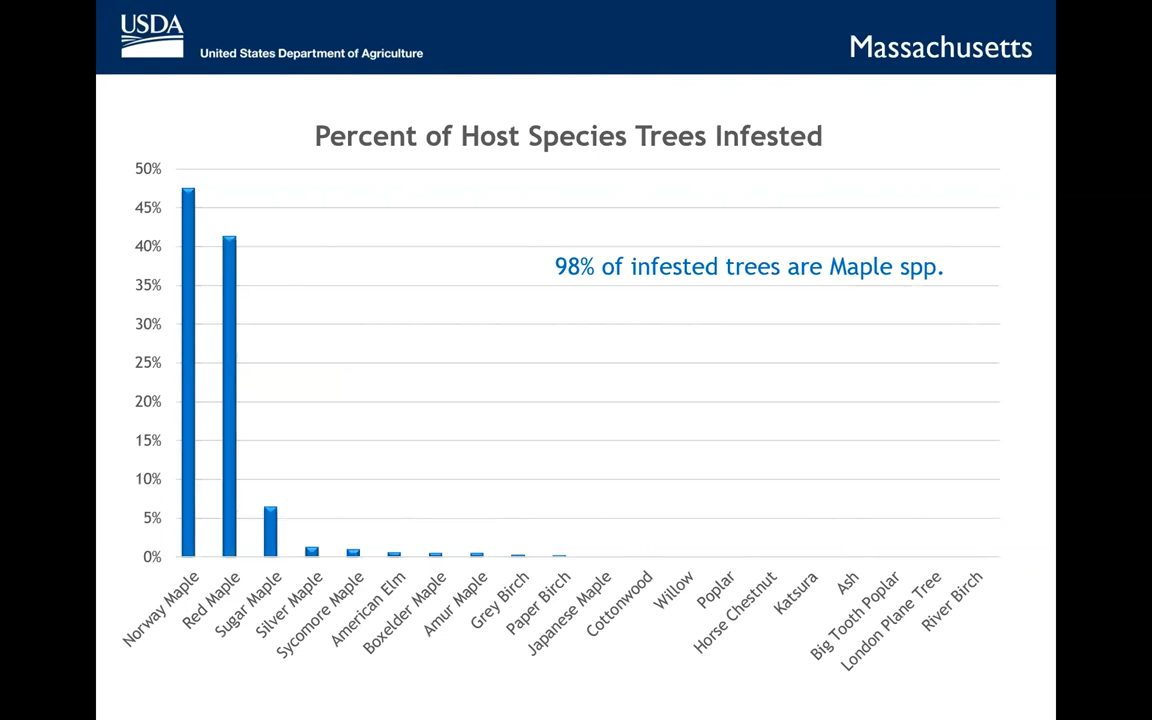 USDA
United States Department of Agriculture
Massachusetts
Percent of Host Species Trees Infested
50%
45%
40%
35%
30%
25%
20%
15%
10%
5%
0%
98% of infested trees are Maple spp.
Norway Maple
Red Maple
Sugar Maple
Silver Maple
Sycomore Maple
American Elm
Boxelder Maple
Amur Maple
Grey Birch
Paper Birch
Japanese Maple
Cottonwood
Willow
Poplar
Horse Chestnut
Katsura
Ash
Big Tooth Poplar
London Plane Tree
River Birch